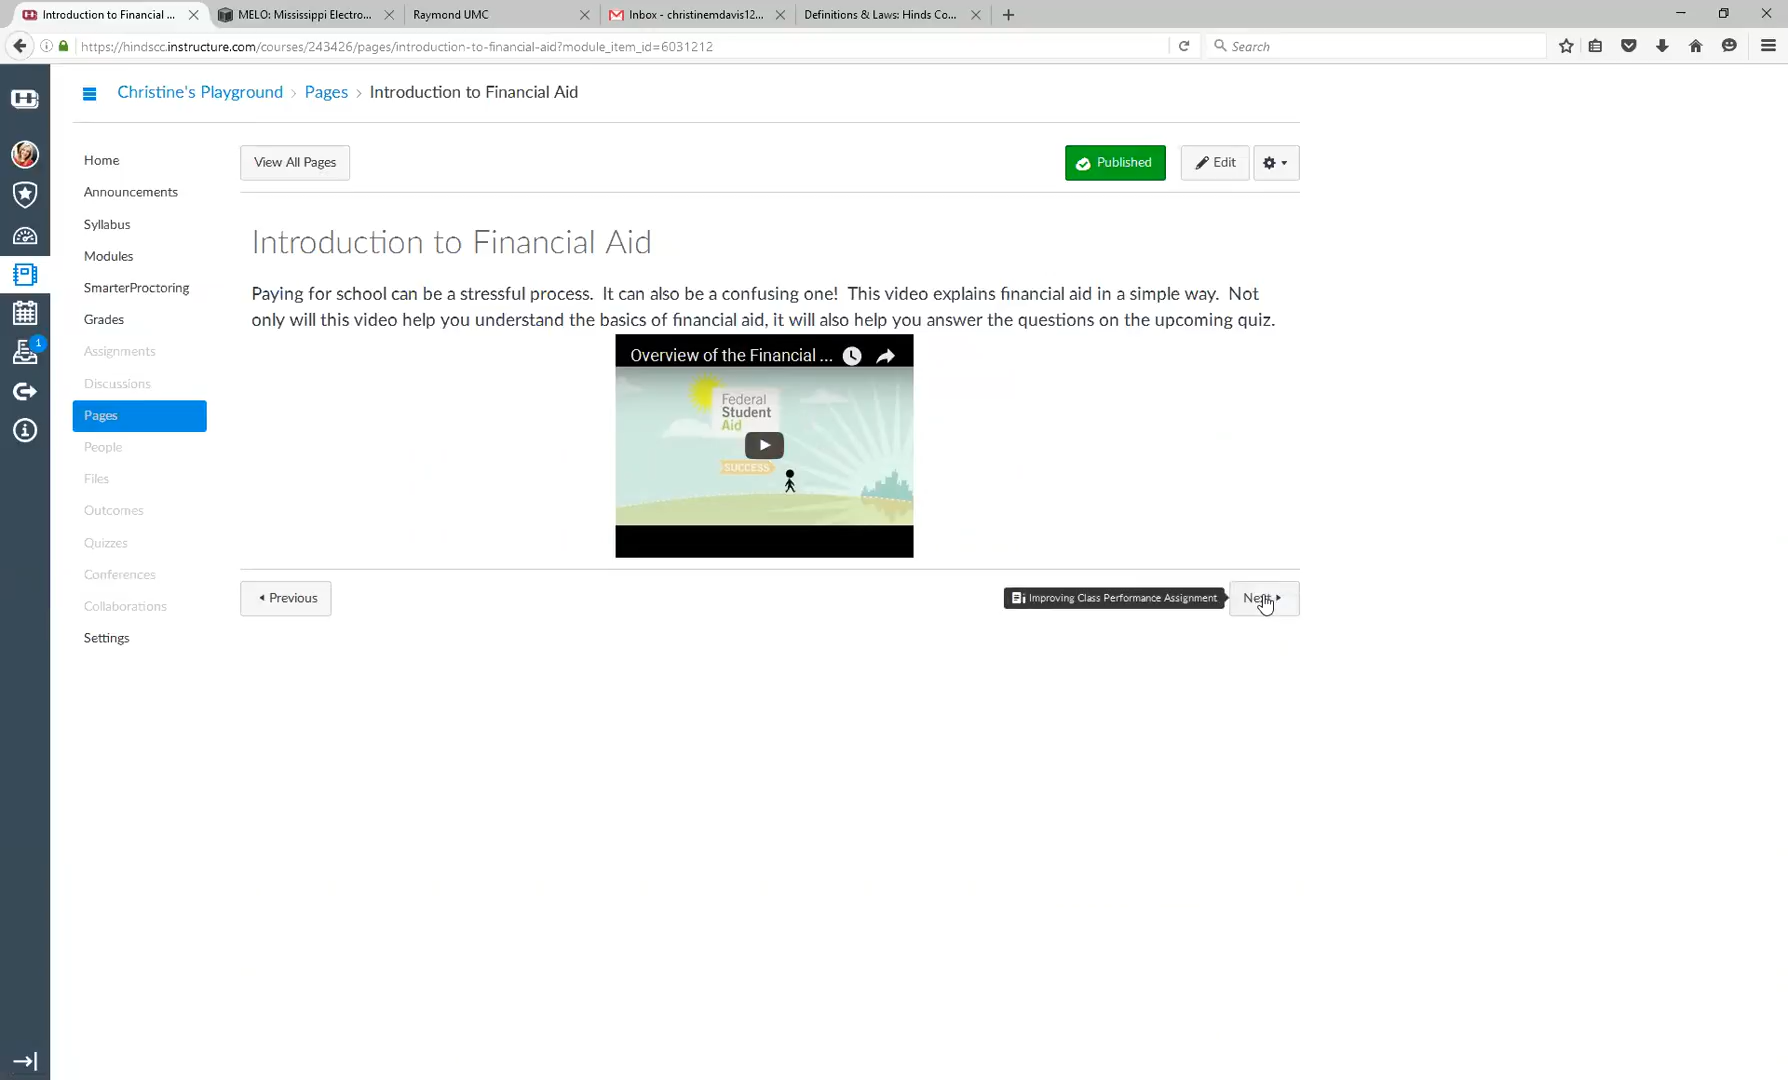 Introduction to Financial ...
MELO: Mississippi Electro...
Raymond UMC
Inbox - christinemdavis12...
Definitions & Laws: Hinds Co...
https://hindscc.instructure.com/courses/243426/pages/introduction-to-financial-aid?module_item_id=6031212
Search
Christine's Playground › Pages › Introduction to Financial Aid
Home
Announcements
Syllabus
Modules
SmarterProctoring
Grades
Assignments
Discussions
Pages
People
Files
Outcomes
Quizzes
Conferences
Collaborations
Settings
1
View All Pages
Published
Edit
Introduction to Financial Aid
Paying for school can be a stressful process. It can also be a confusing one! This video explains financial aid in a simple way. Not
only will this video help you understand the basics of financial aid, it will also help you answer the questions on the upcoming quiz.
Overview of the Financial ...
Federal
Student
Aid
SUCCESS
Previous
Improving Class Performance Assignment
Next